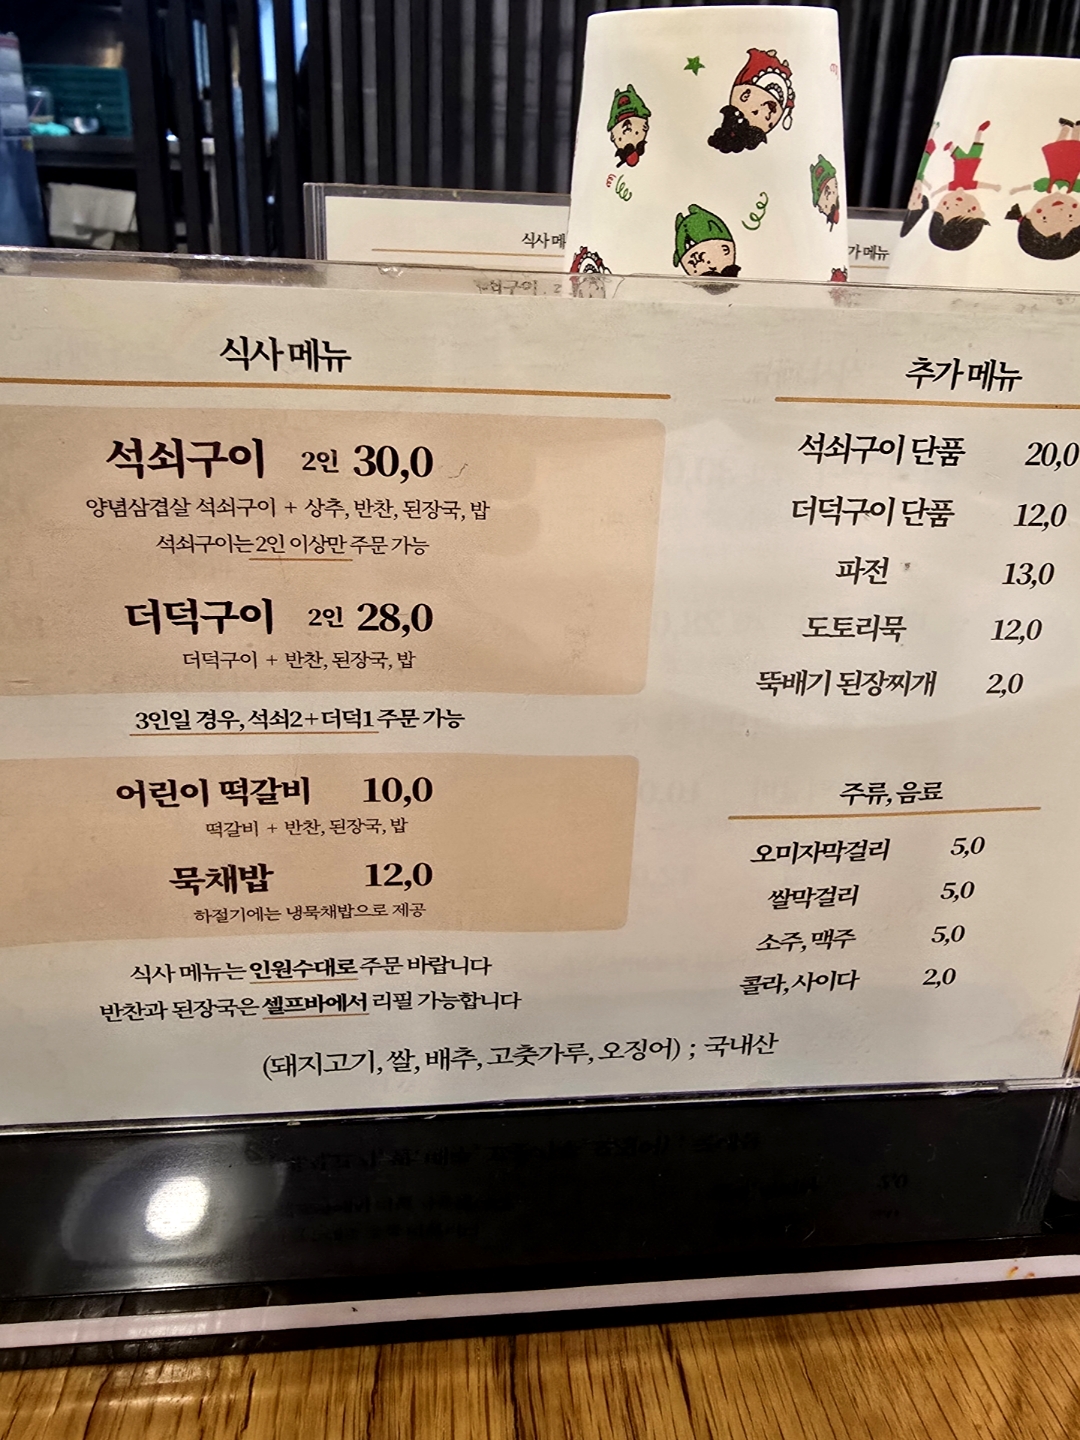 식사 메
가 메뉴
식사 메뉴
석쇠구이 2인 30,0
양념삼겹살 석쇠구이 + 상추, 반찬, 된장국, 밥
석쇠구이는 2인 이상만 주문 가능
더덕구이 2인 28,0
더덕구이 + 반찬, 된장국, 밥
3인일 경우, 석쇠2+더덕1 주문 가능
어린이 떡갈비 10,0
떡갈비 + 반찬, 된장국, 밥
묵채밥 12,0
하절기에는 냉묵채밥으로 제공
식사 메뉴는 인원수대로 주문 바랍니다
반찬과 된장국은 셀프바에서 리필 가능합니다
추가 메뉴
석쇠구이 단품 20,0
더덕구이 단품 12,0
파전 13,0
도토리묵 12,0
뚝배기 된장찌개 2,0
주류, 음료
오미자막걸리 5,0
쌀막걸리 5,0
소주, 맥주 5,0
콜라, 사이다 2,0
(돼지고기, 쌀, 배추, 고춧가루, 오징어) ; 국내산